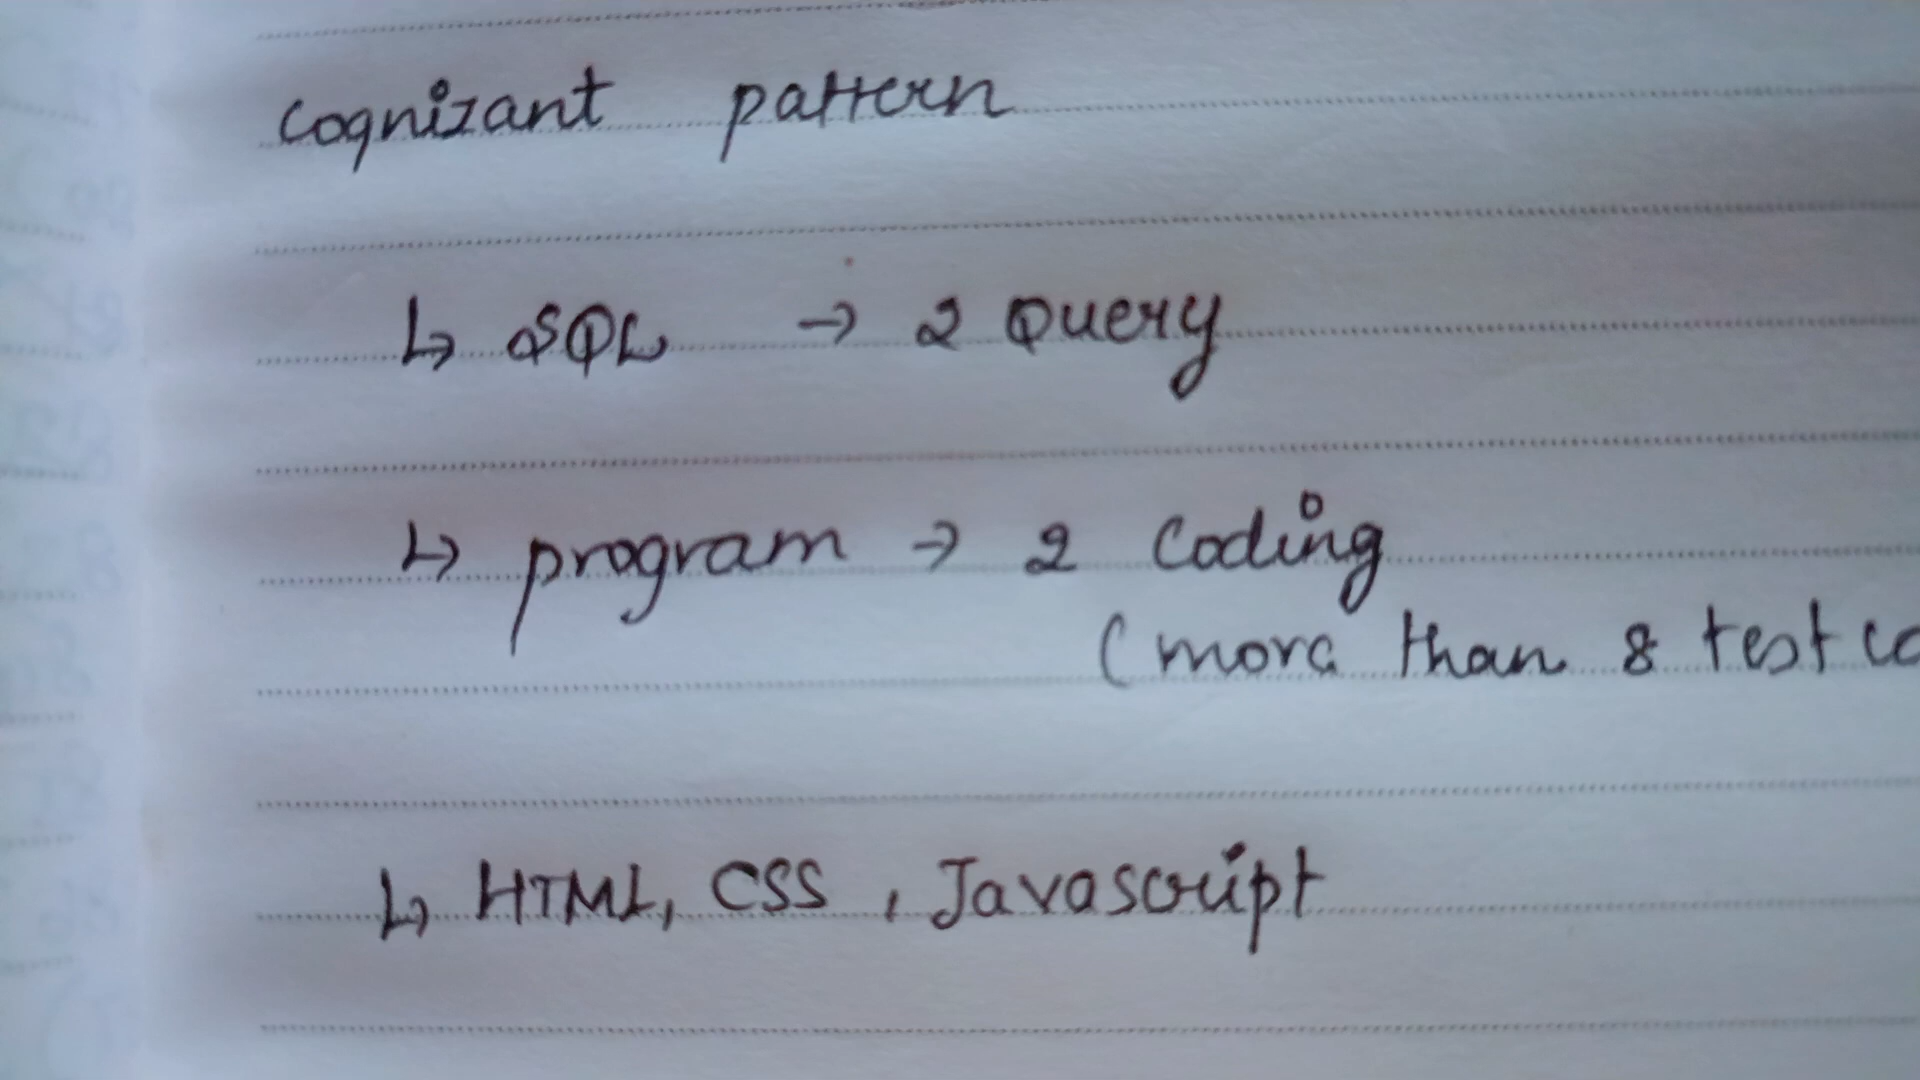 cognizant pattern
↳ SQL → 2 Query
↳ program → 2 Coding
(more than 8 test
↳ HTML, CSS, Javascript